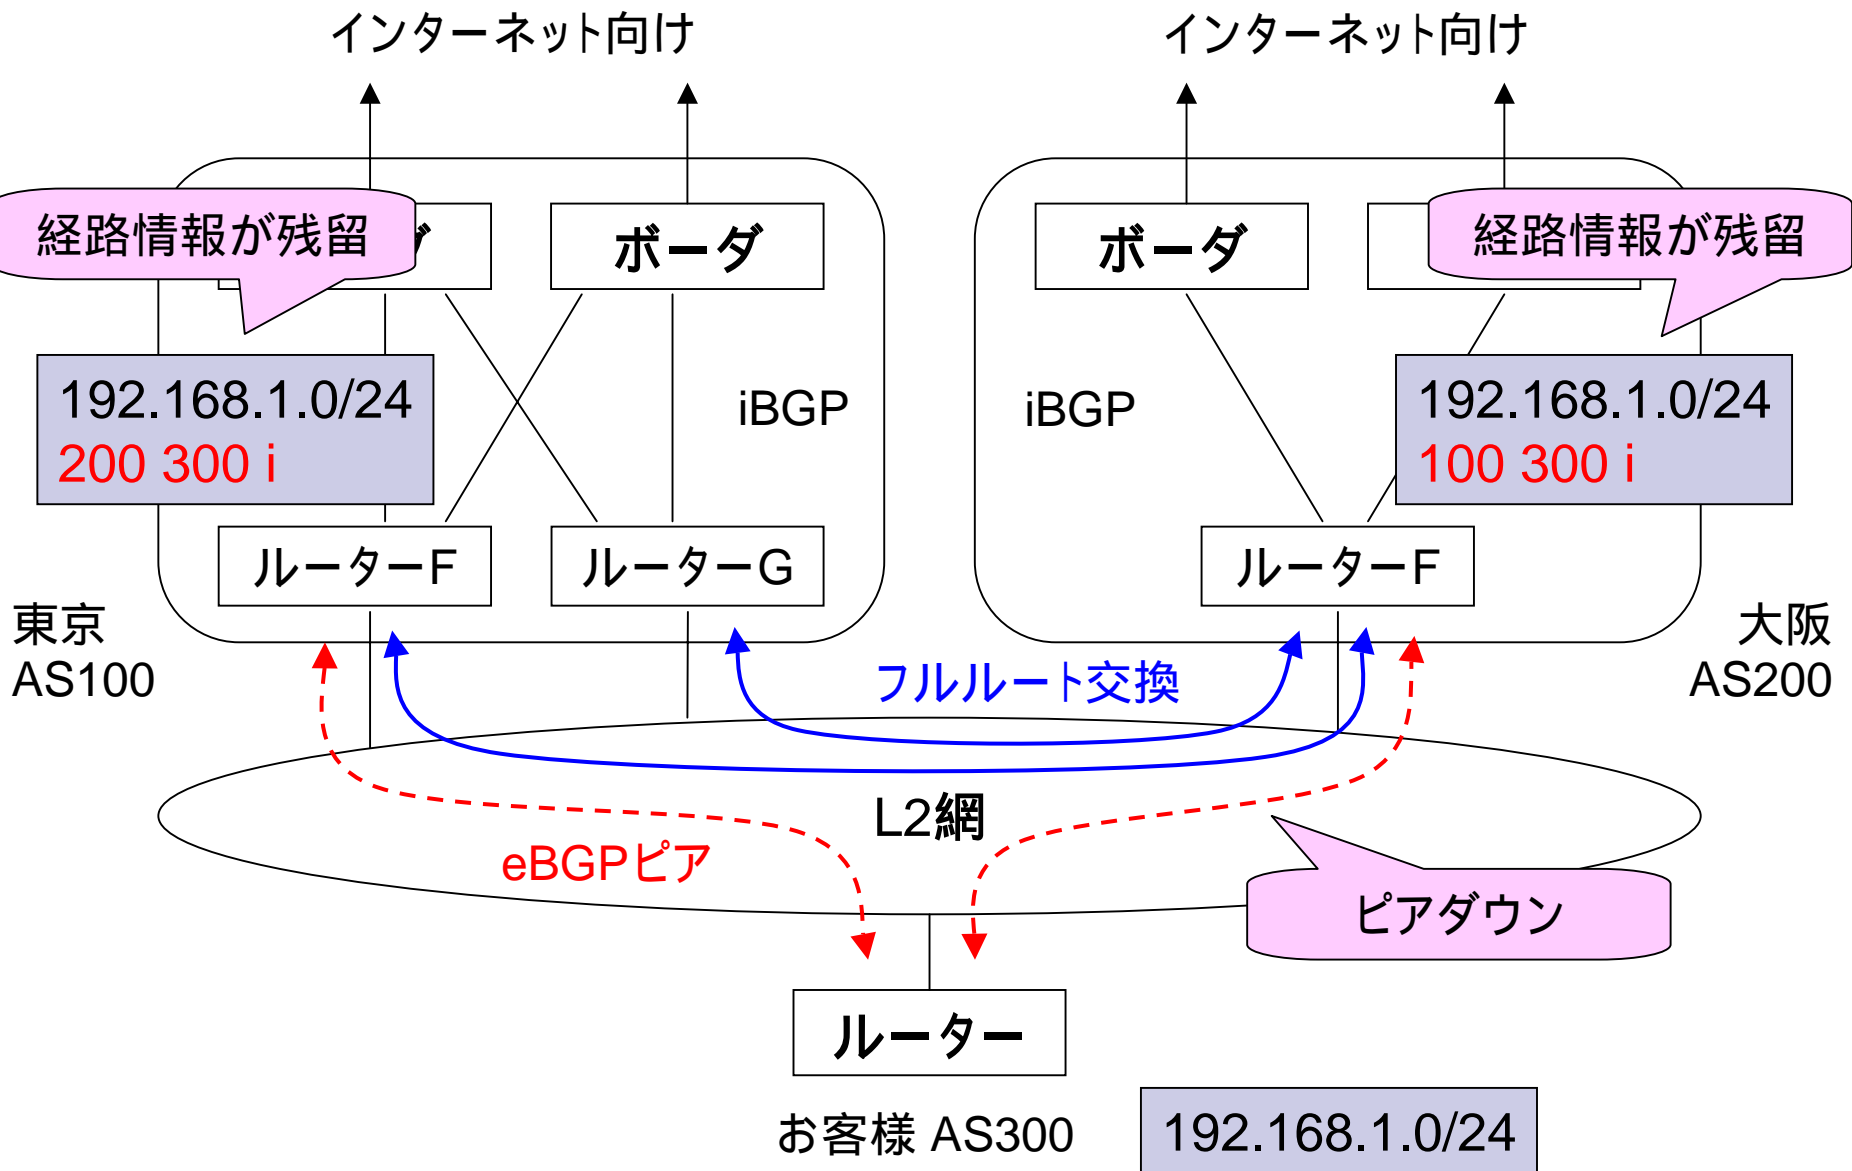 インターネット向け
インターネット向け
経路情報が残留
ダ
ボーダ
ボーダ
経路情報が残留
192.168.1.0/24
200 300 i
iBGP
iBGP
192.168.1.0/24
100 300 i
ルーターF
ルーターG
ルーターF
東京
AS100
大阪
AS200
フルルート交換
L2網
eBGPピア
ピアダウン
ルーター
お客様 AS300
192.168.1.0/24